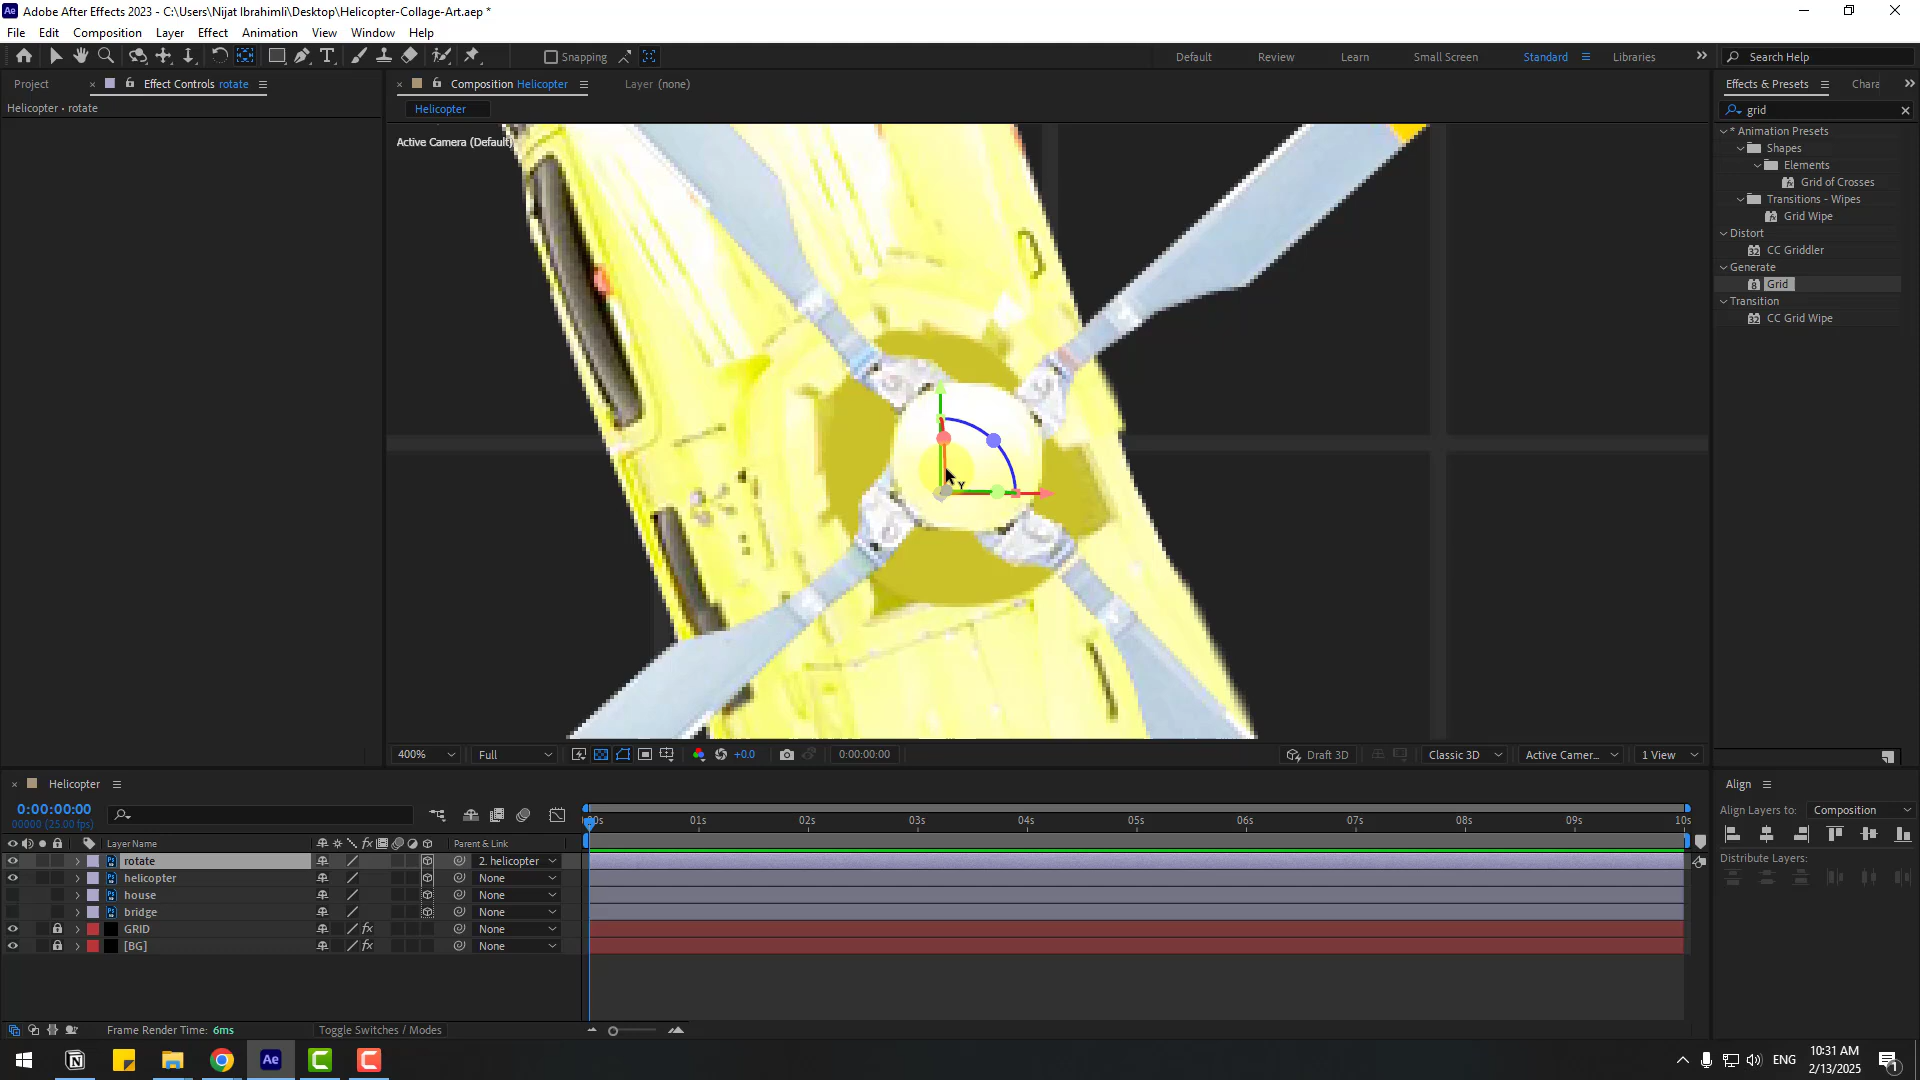 Adobe After Effects 2023 - C:\Users\Nijat Ibrahimli\Desktop\Helicopter-Collage-Art.aep *
File Edit Composition Layer Effect Animation View Window Help
Snapping
Default Review Learn Small Screen Standard Libraries
Search Help
Project
Effect Controls rotate
Composition Helicopter
Layer (none)
Effects & Presets
Chara
Helicopter • rotate
Helicopter
grid
Active Camera (Default)
* Animation Presets
Shapes
Elements
Grid of Crosses
Transitions - Wipes
Grid Wipe
Distort
CC Griddler
Generate
Grid
Transition
CC Grid Wipe
Y
400% Full +0.0 0:00:00:00 Draft 3D Classic 3D Active Camer... 1 View
Helicopter
Align
0:00:00:00
00000 (25.00 fps)
Align Layers to: Composition
:00s 01s 02s 03s 04s 05s 06s 07s 08s 09s 10s
Layer Name
Parent & Link
Distribute Layers:
rotate 2. helicopter
helicopter None
house None
bridge None
GRID None
[BG] None
Frame Render Time: 6ms
Toggle Switches / Modes
ENG
10:31 AM
2/13/2025
1